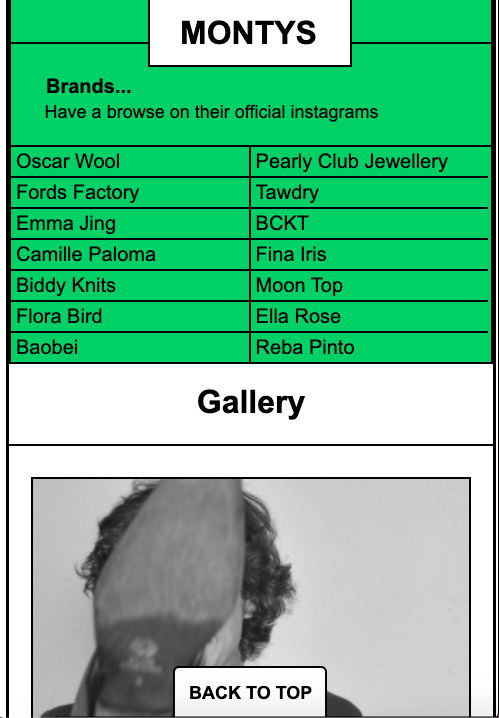 MONTYS
Brands...
Have a browse on their official instagrams
Oscar Wool
Pearly Club Jewellery
Fords Factory
Tawdry
Emma Jing
BCKT
Camille Paloma
Fina Iris
Biddy Knits
Moon Top
Flora Bird
Ella Rose
Baobei
Reba Pinto
Gallery
BACK TO TOP